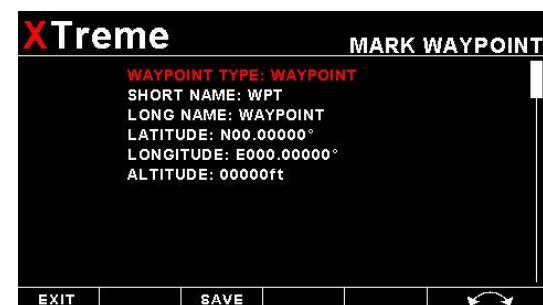 XTreme
MARK WAYPOINT
WAYPOINT TYPE: WAYPOINT
SHORT NAME: WPT
LONG NAME: WAYPOINT
LATITUDE: N00.00000°
LONGITUDE: E000.00000°
ALTITUDE: 00000ft
EXIT SAVE